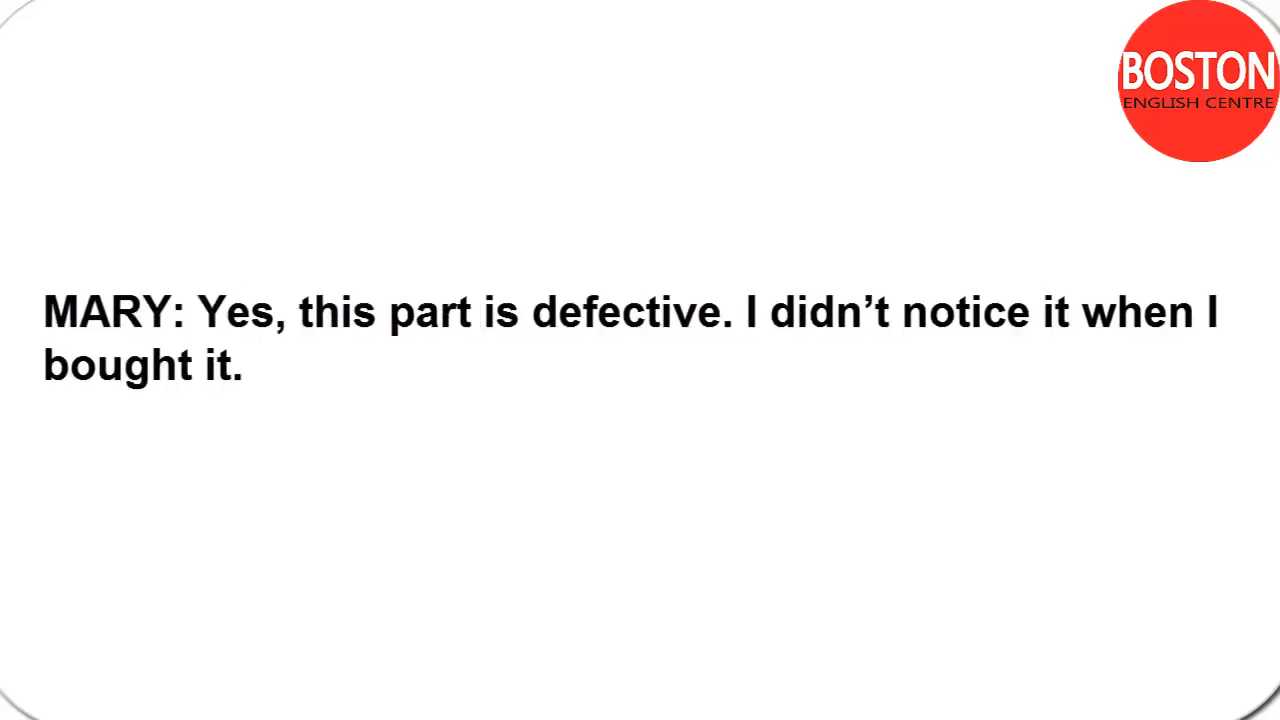 BOSTON
ENGLISH CENTRE
MARY: Yes, this part is defective. I didn’t notice it when I
bought it.